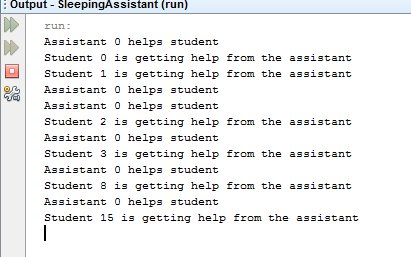 Output - SleepingAssistant (run)
run:
Assistant 0 helps student
Student 0 is getting help from the assistant
Student 1 is getting help from the assistant
Assistant 0 helps student
Assistant 0 helps student
Student 2 is getting help from the assistant
Assistant 0 helps student
Student 3 is getting help from the assistant
Assistant 0 helps student
Student 8 is getting help from the assistant
Assistant 0 helps student
Student 15 is getting help from the assistant